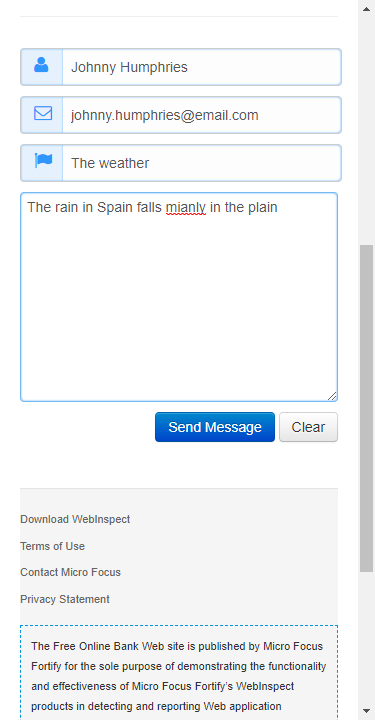 Johnny Humphries
johnny.humphries@email.com
The weather
The rain in Spain falls mianly in the plain
Send Message
Clear
Download WebInspect
Terms of Use
Contact Micro Focus
Privacy Statement
The Free Online Bank Web site is published by Micro Focus
Fortify for the sole purpose of demonstrating the functionality
and effectiveness of Micro Focus Fortify's WebInspect
products in detecting and reporting Web application